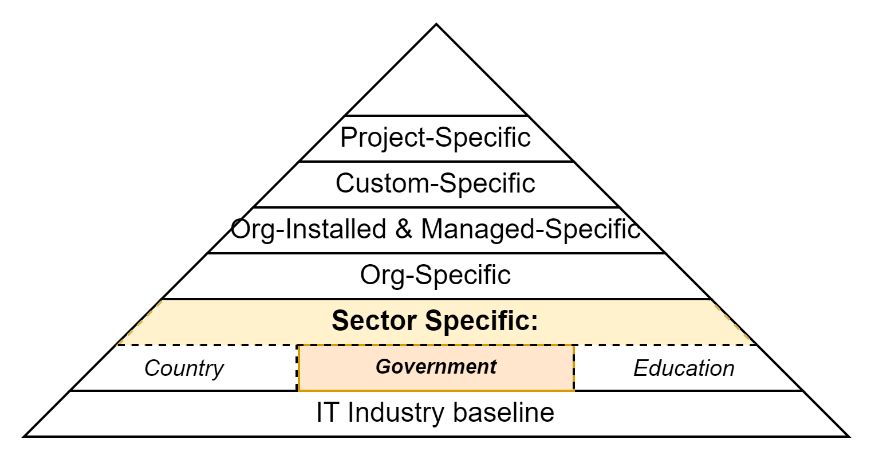 Project-Specific
Custom-Specific
Org-Installed & Managed-Specific
Org-Specific
Sector Specific:
Country Government Education
IT Industry baseline